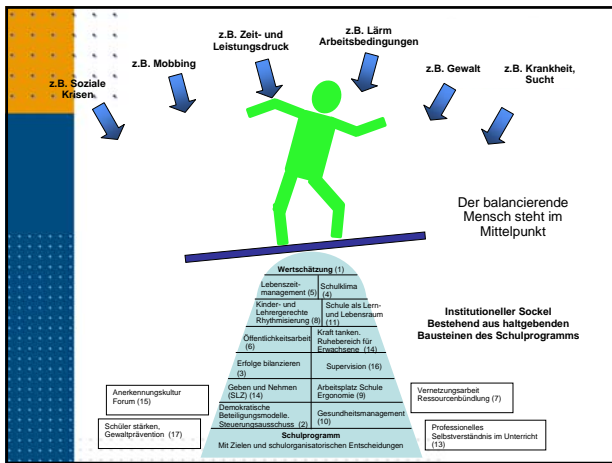 z.B. Zeit- und
Leistungsdruck
z.B. Lärm
Arbeitsbedingungen
z.B. Mobbing
z.B. Gewalt
z.B. Krankheit,
Sucht
z.B. Soziale
Krisen
Der balancierende
Mensch steht im
Mittelpunkt
Wertschätzung (1)
Lebenszeit-
management (5)
Schulklima
(4)
Kinder- und
Lehrergerechte
Rhythmisierung (8)
Schule als Lern-
und Lebensraum
(11)
Institutioneller Sockel
Bestehend aus haltgebenden
Bausteinen des Schulprogramms
Öffentlichkeitsarbeit
(6)
Kraft tanken.
Ruhebereich für
Erwachsene (14)
Erfolge bilanzieren
(3)
Supervision (16)
Geben und Nehmen
(SLZ) (14)
Arbeitsplatz Schule
Ergonomie (9)
Anerkennungskultur
Forum (15)
Vernetzungsarbeit
Ressourcenbündlung (7)
Demokratische
Beteiligungsmodelle.
Steuerungsausschuss (2)
Gesundheitsmanagement
(10)
Schüler stärken,
Gewaltprävention (17)
Professionelles
Selbstverständnis im Unterricht
(13)
Schulprogramm
Mit Zielen und schulorganisatorischen Entscheidungen